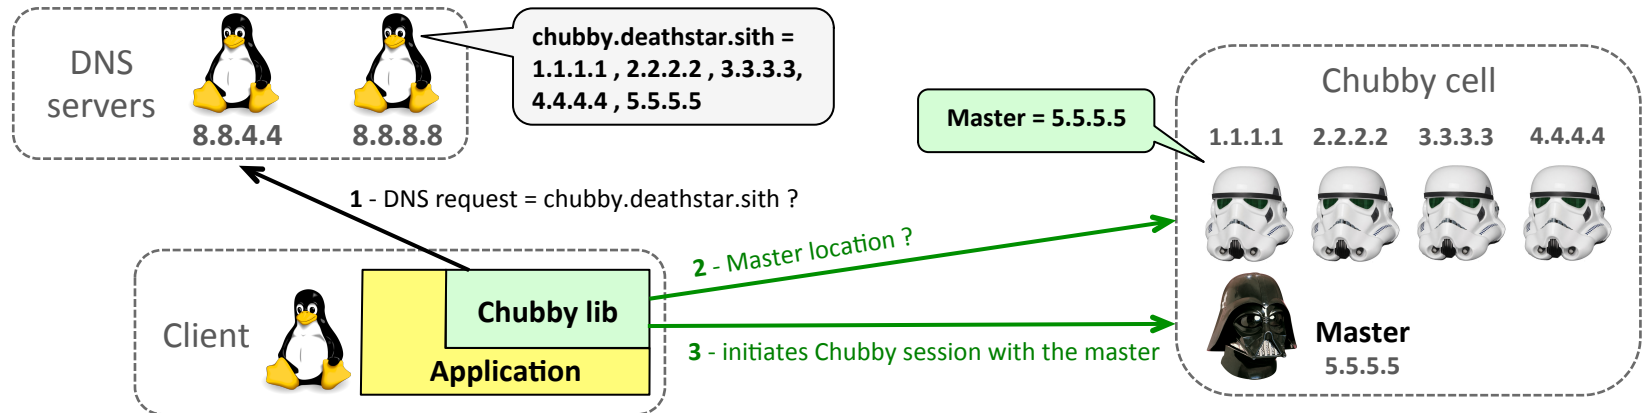 DNS
servers
8.8.4.4
8.8.8.8
chubby.deathstar.sith =
1.1.1.1 , 2.2.2.2 , 3.3.3.3,
4.4.4.4 , 5.5.5.5
Master = 5.5.5.5
Chubby cell
1.1.1.1
2.2.2.2
3.3.3.3
4.4.4.4
1 - DNS request = chubby.deathstar.sith ?
2 - Master location ?
Client
Chubby lib
Application
3 - initiates Chubby session with the master
Master
5.5.5.5